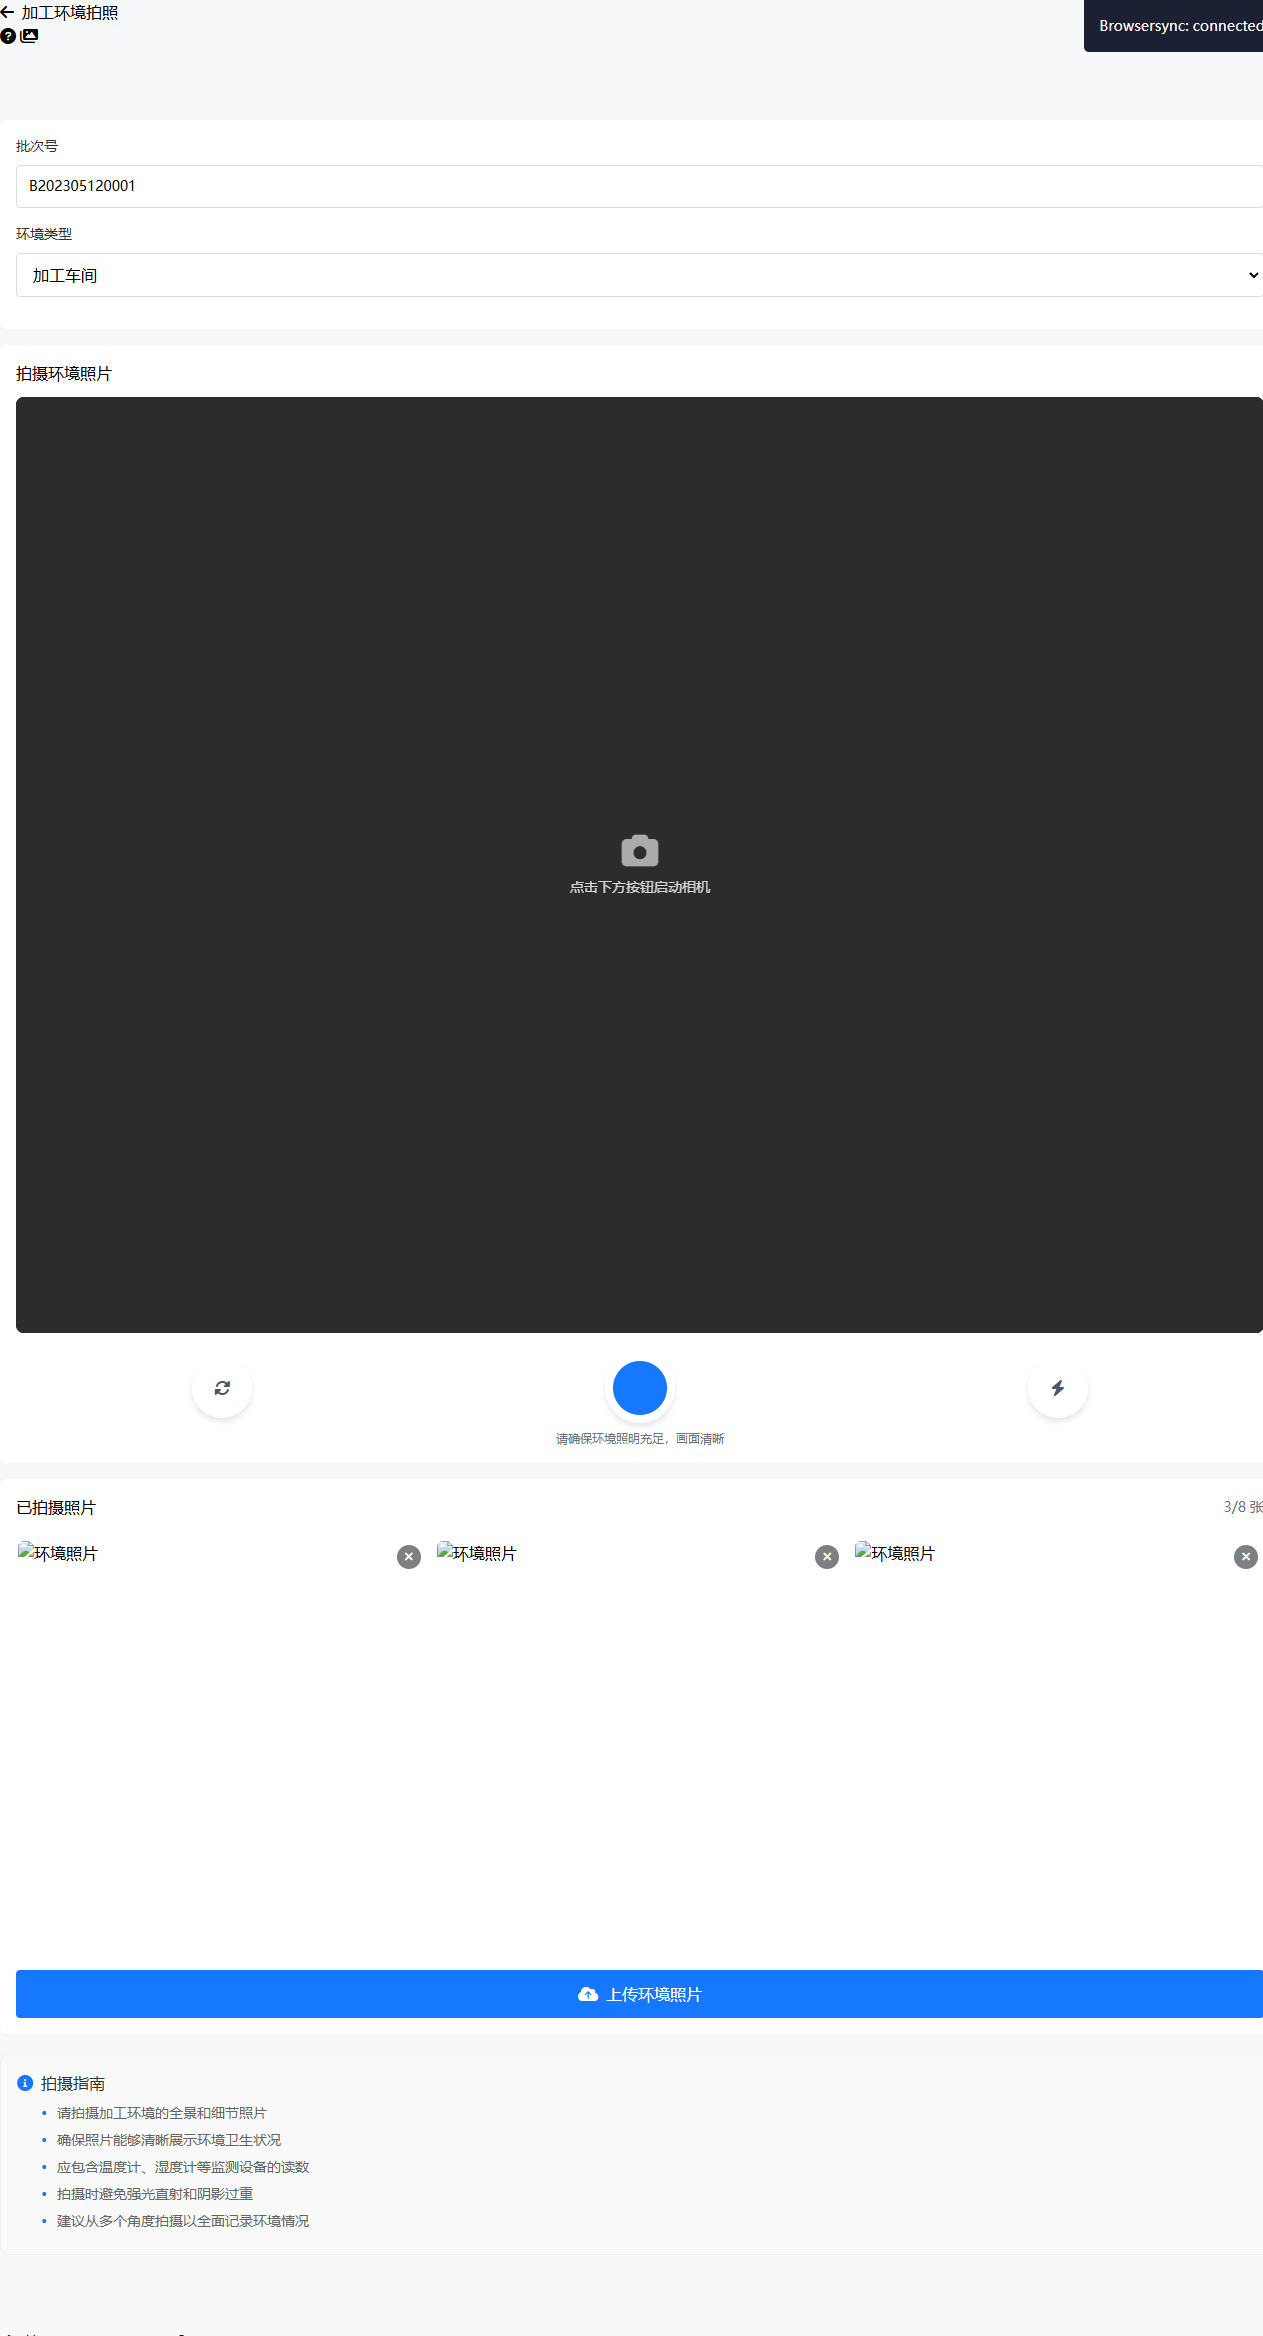 加工环境拍照
Browsersync: connected
批次号
B202305120001
环境类型
加工车间
拍摄环境照片
点击下方按钮启动相机
请确保环境照明充足，画面清晰
已拍摄照片
3/8 张
环境照片
环境照片
环境照片
上传环境照片
拍摄指南
• 请拍摄加工环境的全景和细节照片
• 确保照片能够清晰展示环境卫生状况
• 应包含温度计、湿度计等监测设备的读数
• 拍摄时避免强光直射和阴影过重
• 建议从多个角度拍摄以全面记录环境情况